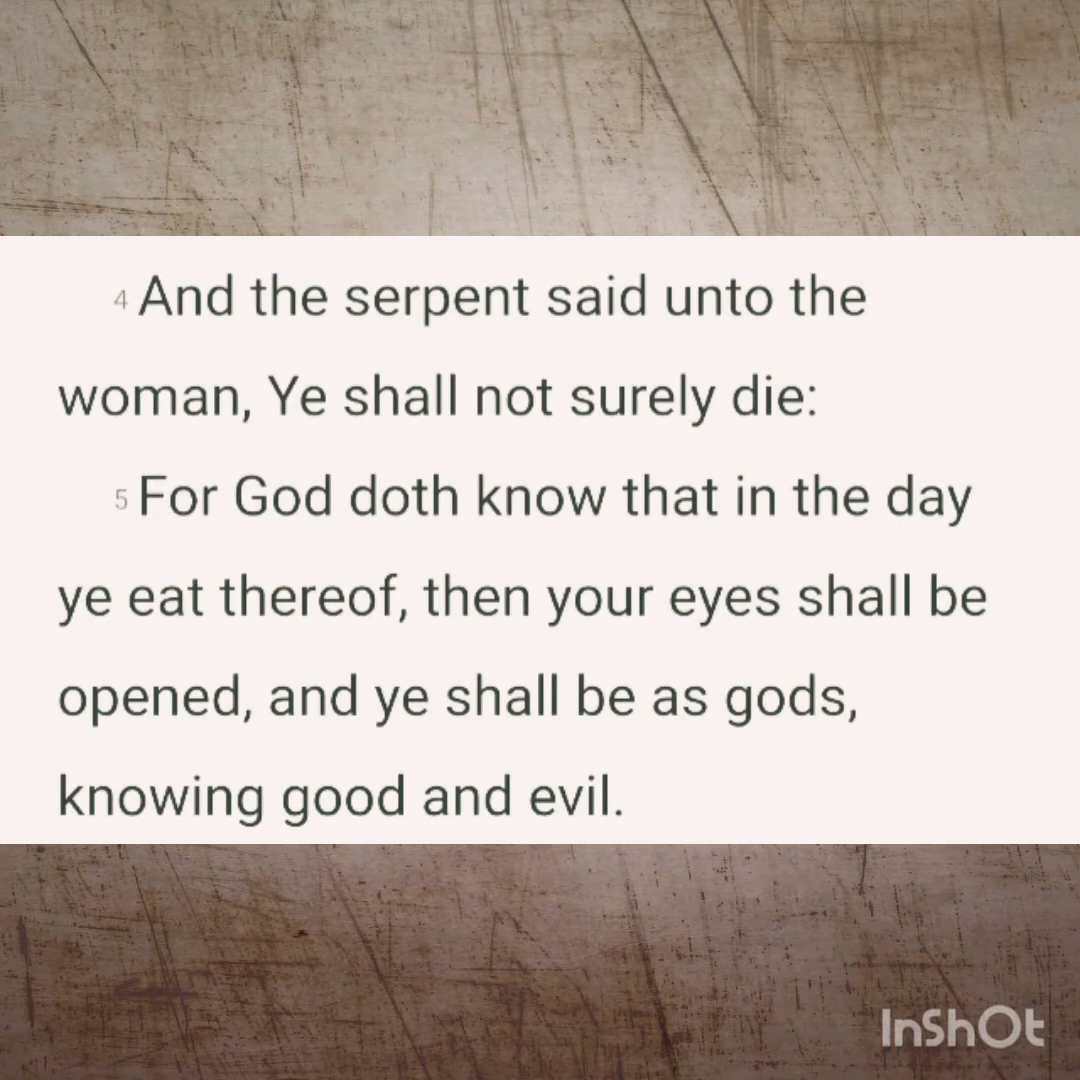 4 And the serpent said unto the
woman, Ye shall not surely die:
5 For God doth know that in the day
ye eat thereof, then your eyes shall be
opened, and ye shall be as gods,
knowing good and evil.
InShOt